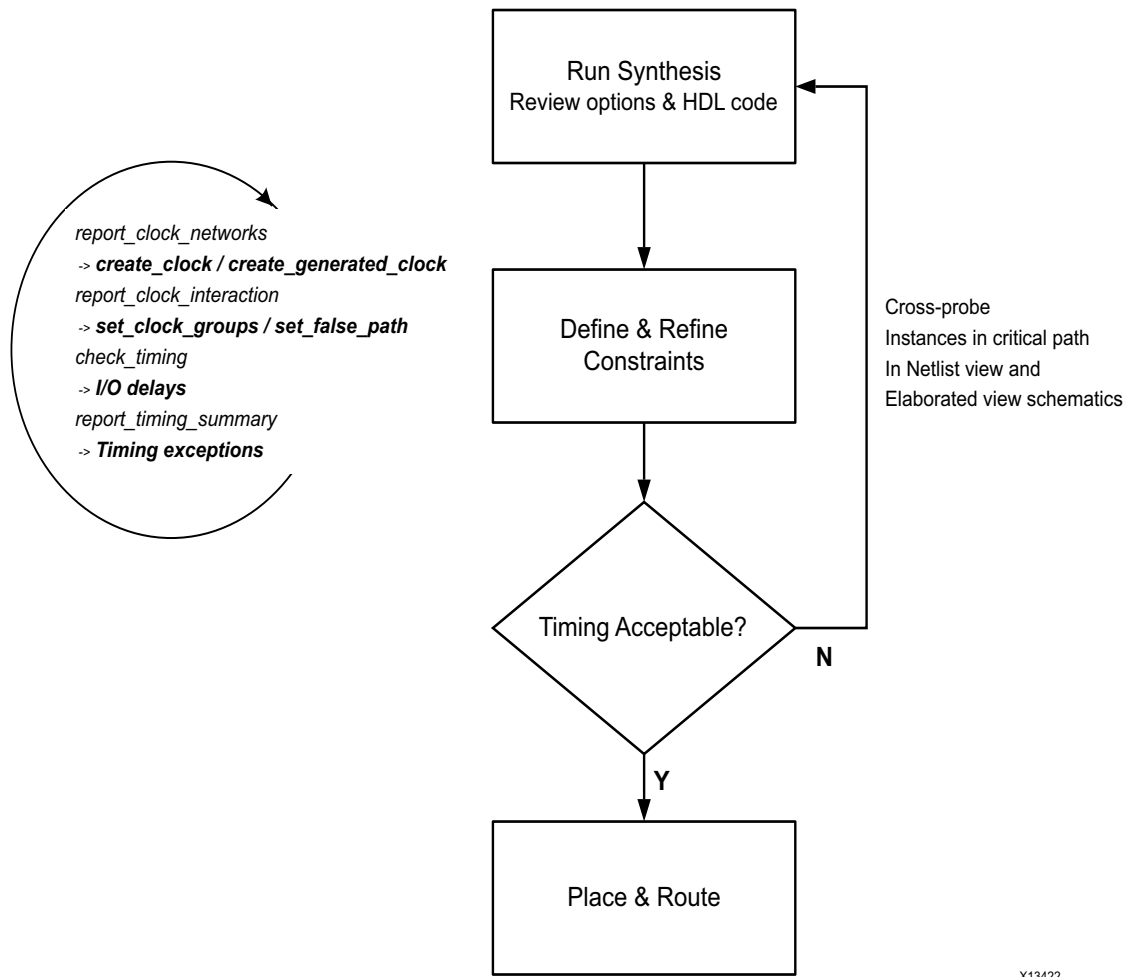 Run Synthesis
Review options & HDL code
report_clock_networks
-> create_clock / create_generated_clock
report_clock_interaction
-> set_clock_groups / set_false_path
check_timing
-> I/O delays
report_timing_summary
-> Timing exceptions
Define & Refine
Constraints
Cross-probe
Instances in critical path
In Netlist view and
Elaborated view schematics
Timing Acceptable?
N
Y
Place & Route
X13422